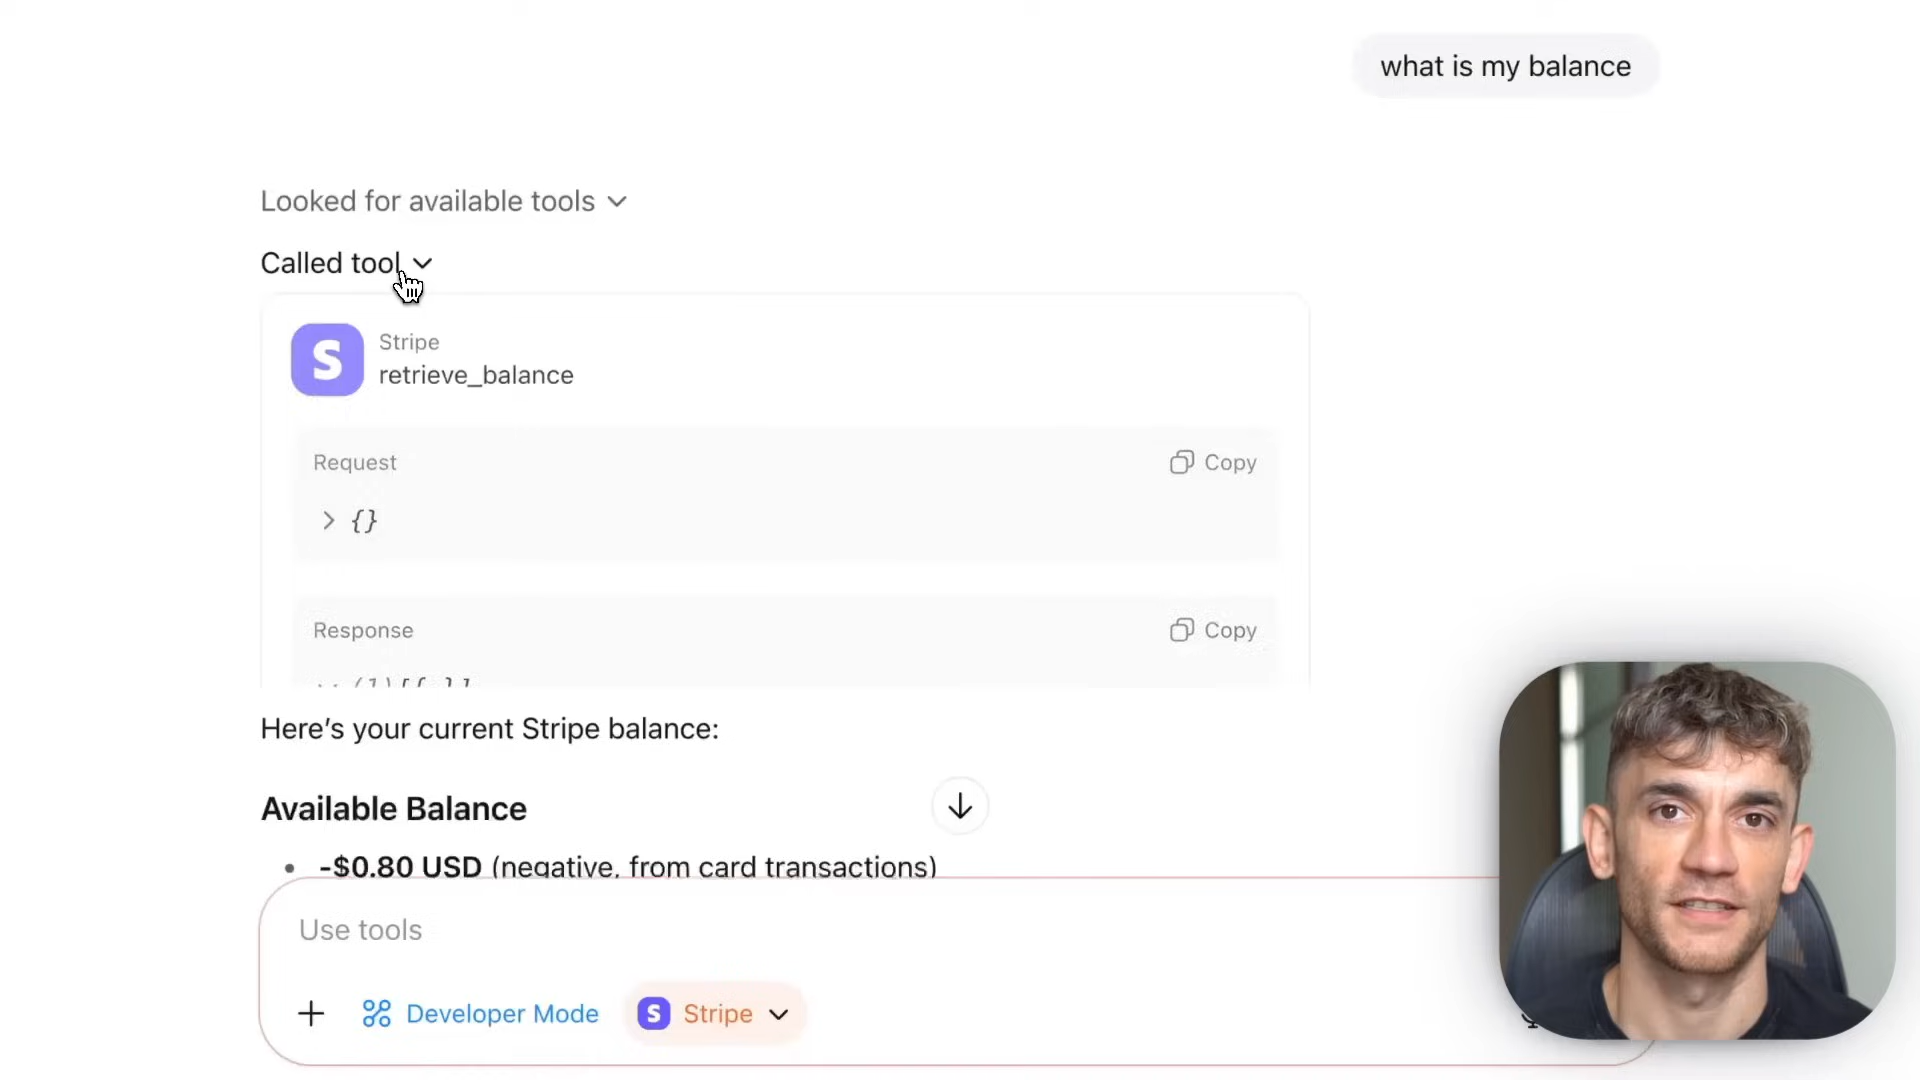 what is my balance
Looked for available tools
Called tool
Stripe
retrieve_balance
Request
Copy
{}
Response
Copy
Here’s your current Stripe balance:
Available Balance
• -$0.80 USD (negative, from card transactions)
Use tools
Developer Mode
S Stripe